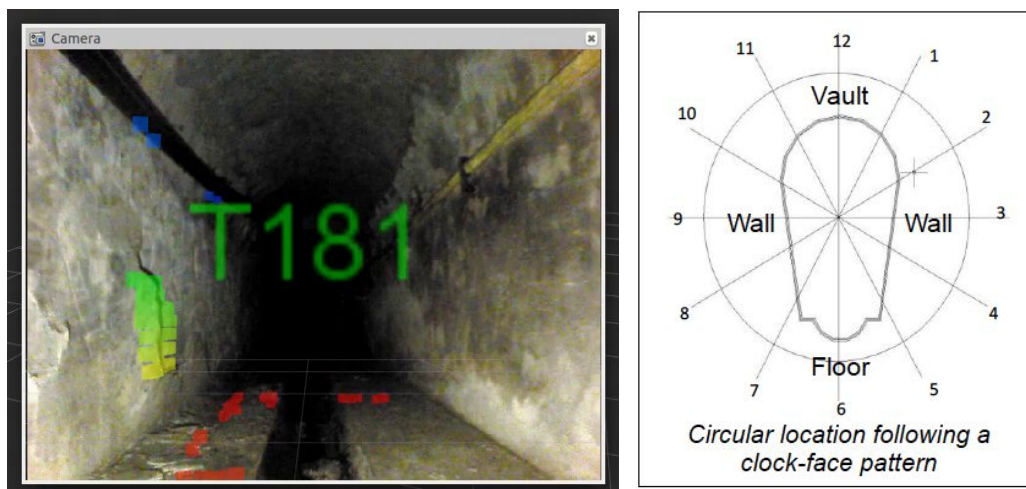 Camera
T181
12
11
1
Vault
10
2
9
Wall
Wall
3
8
4
7
Floor
5
6
Circular location following a
clock-face pattern